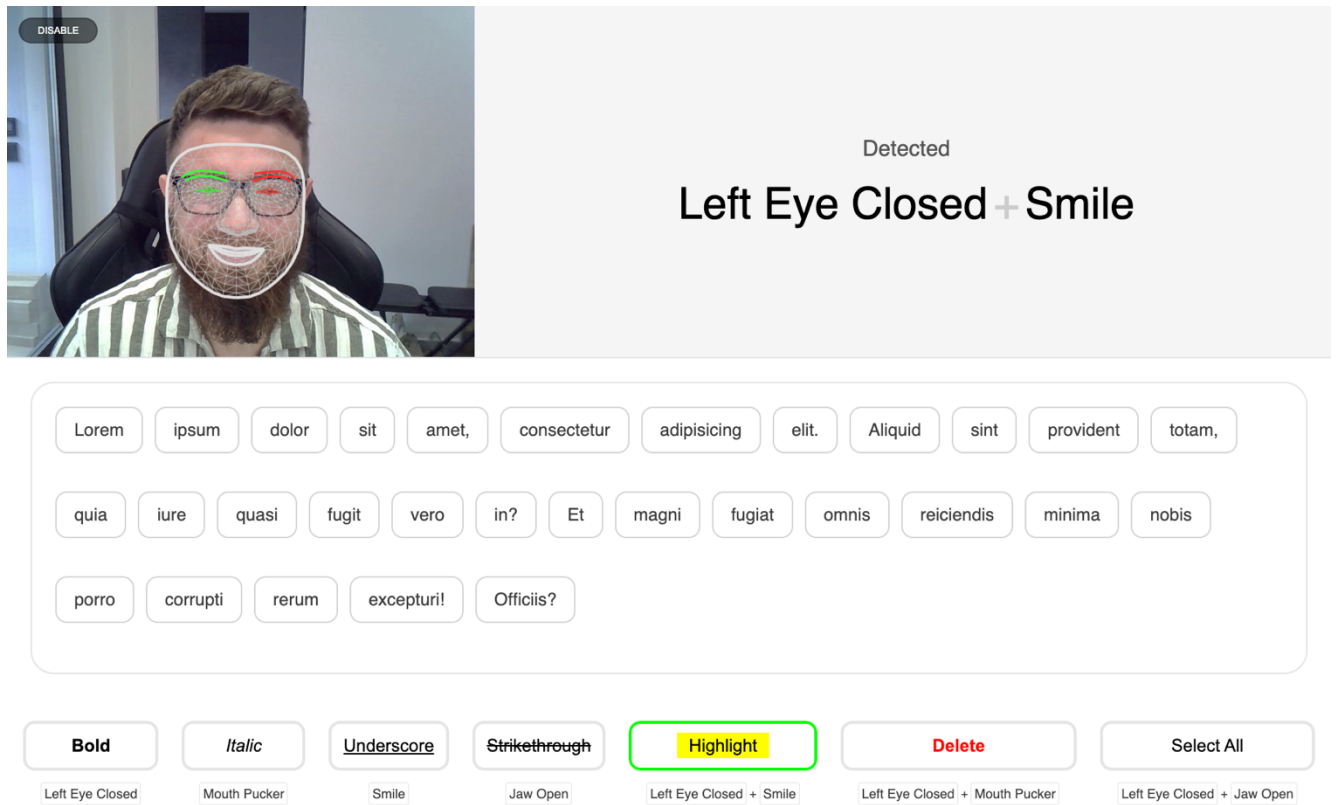 DISABLE
Detected
Left Eye Closed + Smile
Lorem ipsum dolor sit amet, consectetur adipisicing elit. Aliquid sint provident totam,
quia iure quasi fugit vero in? Et magni fugiat omnis reiciendis minima nobis
porro corrupti rerum excepturi! Officiis?
Bold Italic Underscore Strikethrough Highlight Delete Select All
Left Eye Closed Mouth Pucker Smile Jaw Open Left Eye Closed + Smile Left Eye Closed + Mouth Pucker Left Eye Closed + Jaw Open